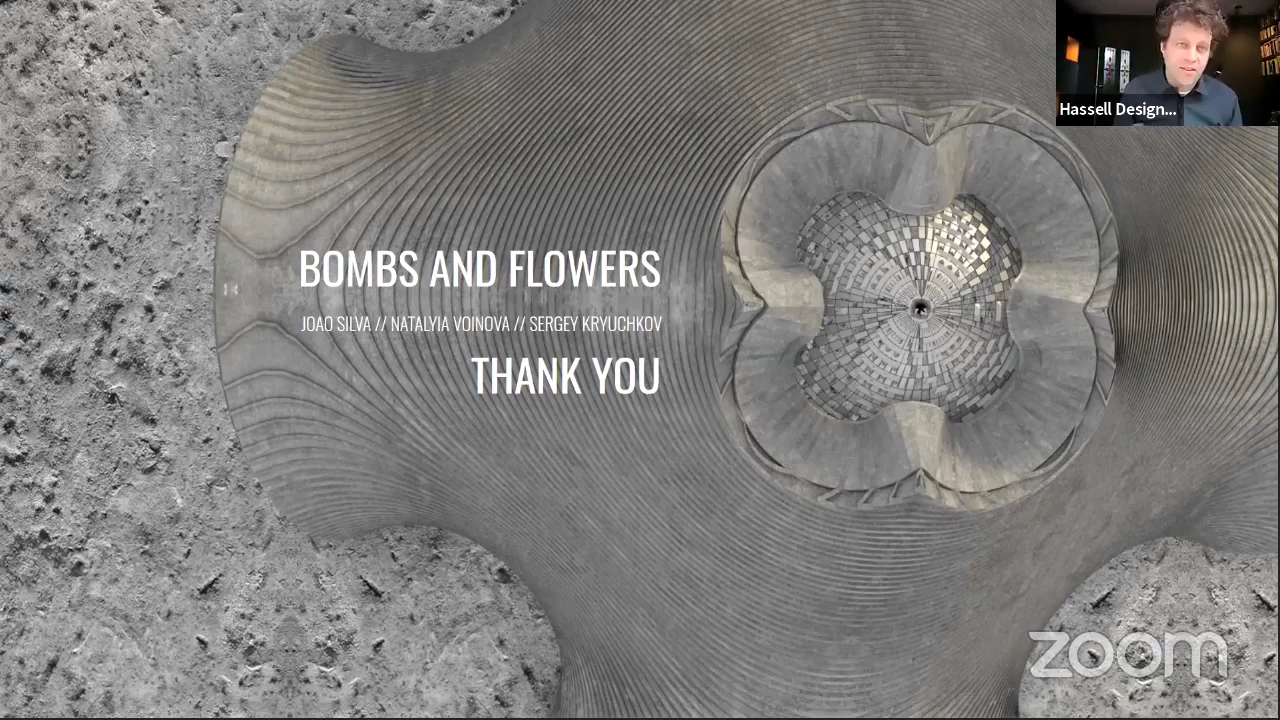 Hassell Design...
BOMBS AND FLOWERS
JOAO SILVA // NATALYIA VOINOVA // SERGEY KRYUCHKOV
THANK YOU
zoom